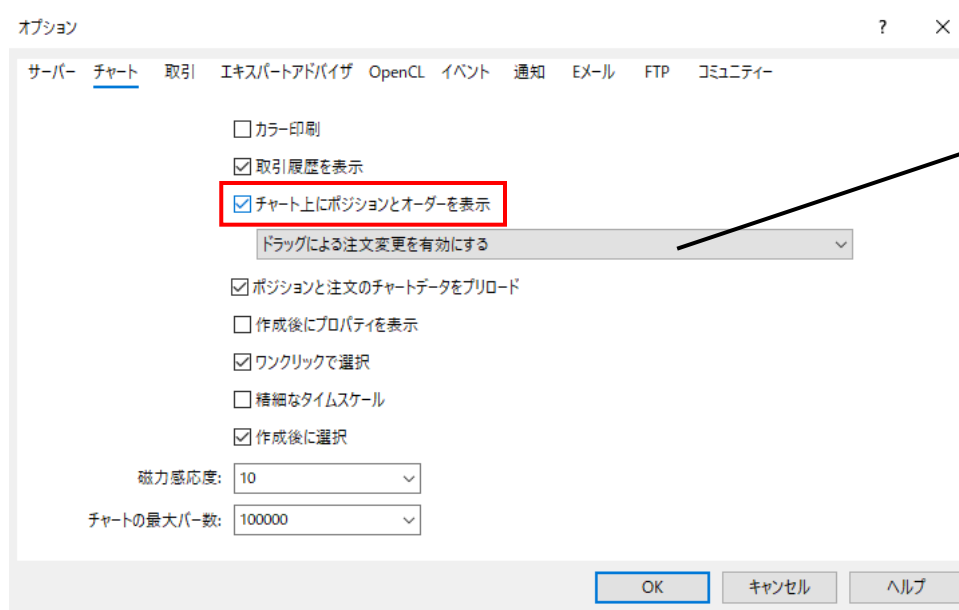 オプション ?
サーバー チャート 取引 エキスパートアドバイザ OpenCL イベント 通知 Eメール FTP コミュニティー
カラー印刷
取引履歴を表示
チャート上にポジションとオーダーを表示
ドラッグによる注文変更を有効にする
ポジションと注文のチャートデータをプリロード
作成後にプロパティを表示
ワンクリックで選択
精細なタイムスケール
作成後に選択
磁力感応度: 10
チャートの最大バー数: 100000
OK キャンセル ヘルプ